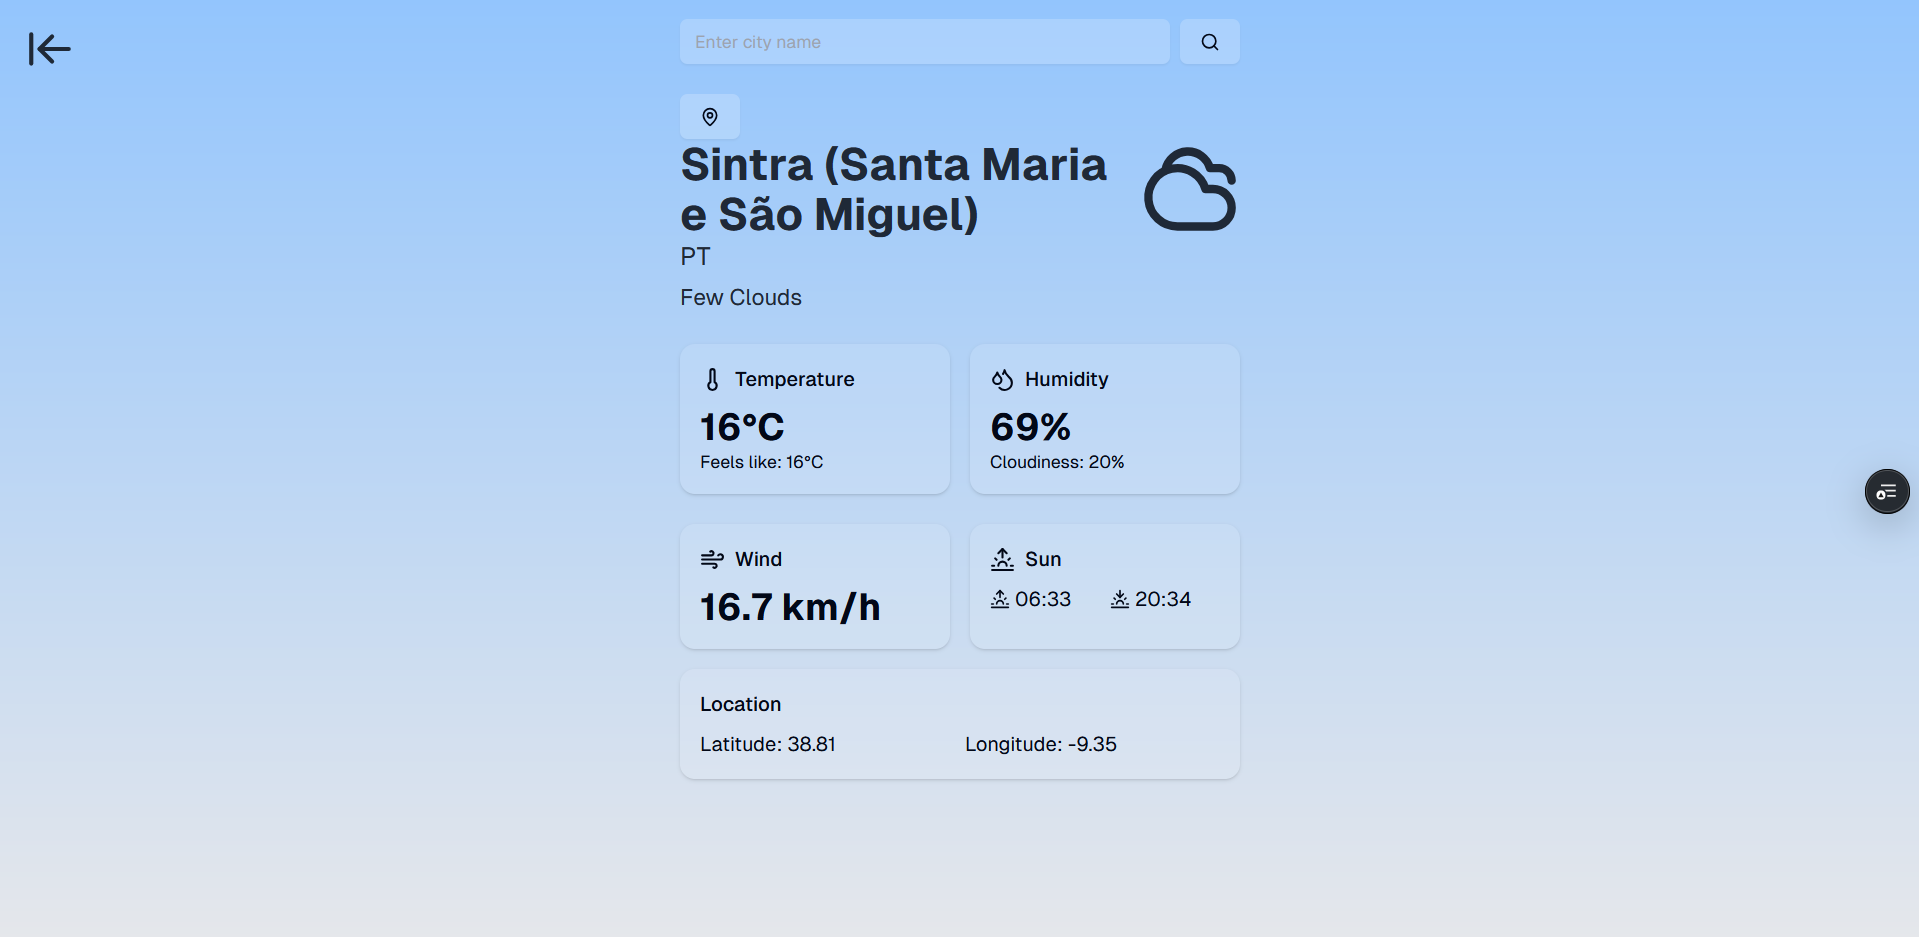 Enter city name
Sintra (Santa Maria
e São Miguel)
PT
Few Clouds
Temperature
16°C
Feels like: 16°C
Humidity
69%
Cloudiness: 20%
Wind
16.7 km/h
Sun
06:33 20:34
Location
Latitude: 38.81 Longitude: -9.35